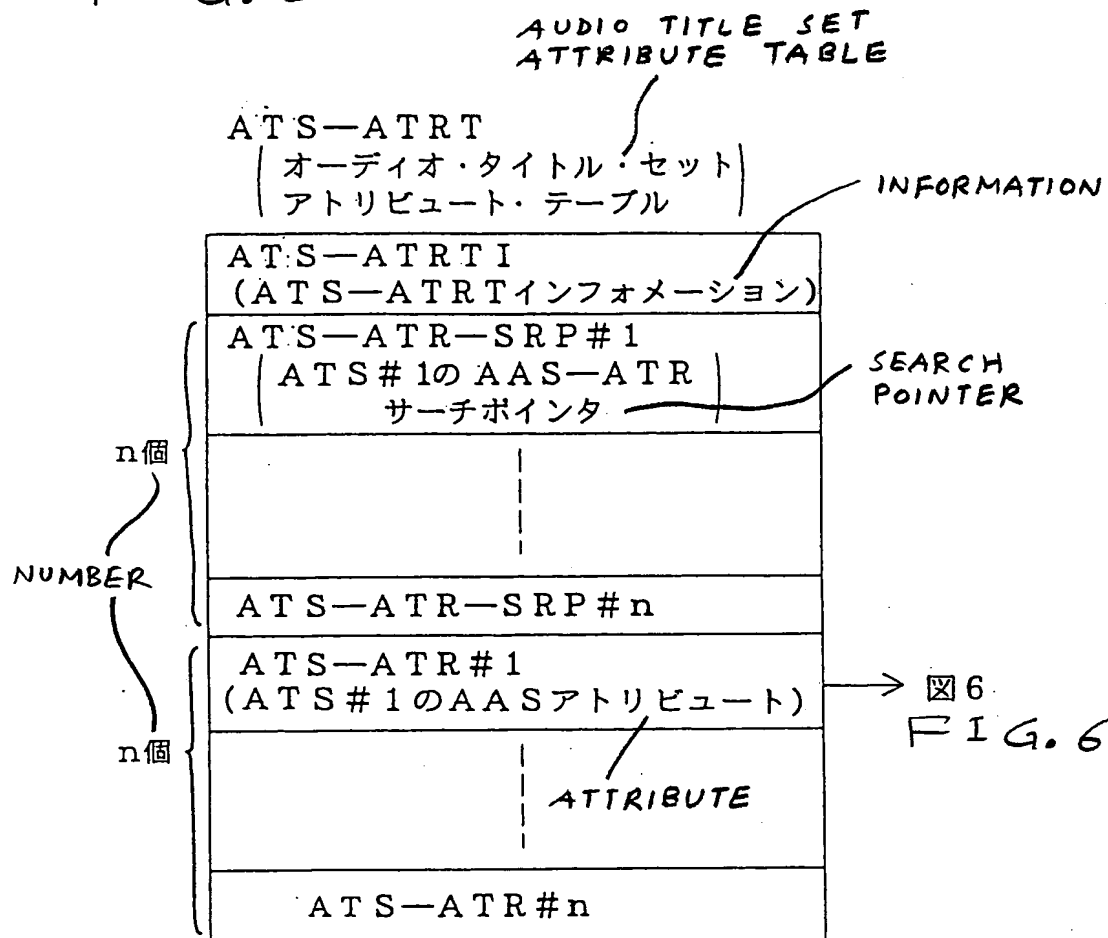 AUDIO TITLE SET
ATTRIBUTE TABLE
ATS—ATRT
(オーディオ・タイトル・セット
アトリビュート・テーブル)
INFORMATION
ATS—ATRTI
(ATS—ATRTインフォメーション)
ATS—ATR—SRP#1
(ATS#1のAAS—ATR
サーチポインタ)
SEARCH
POINTER
n個
NUMBER
ATS—ATR—SRP#n
ATS—ATR#1
(ATS#1のAASアトリビュート)
図6
FIG.6
n個
ATTRIBUTE
ATS—ATR#n